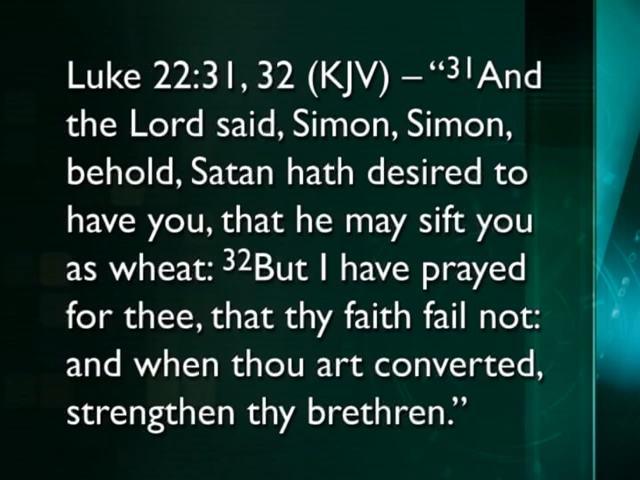 Luke 22:31, 32 (KJV) – “31And
the Lord said, Simon, Simon,
behold, Satan hath desired to
have you, that he may sift you
as wheat: 32But I have prayed
for thee, that thy faith fail not:
and when thou art converted,
strengthen thy brethren.”